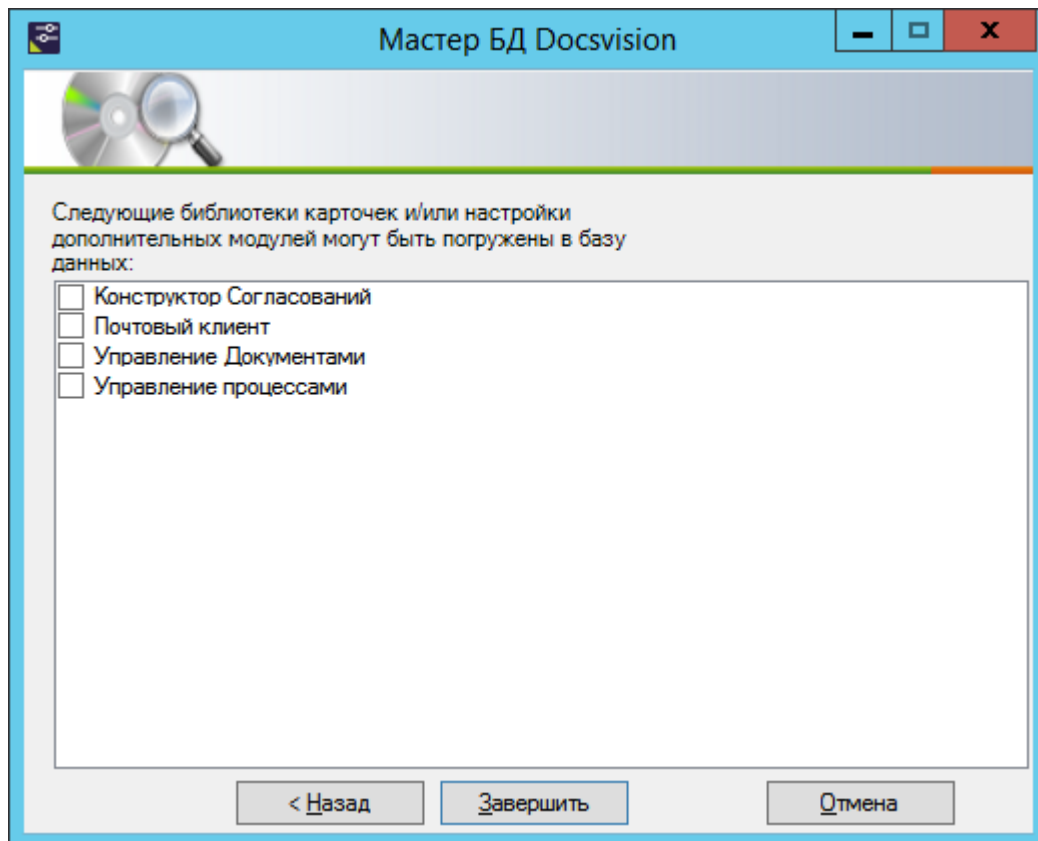 Мастер БД Docsvision
Следующие библиотеки карточек и/или настройки
дополнительных модулей могут быть погружены в базу
данных:
Конструктор Согласований
Почтовый клиент
Управление Документами
Управление процессами
< Назад
Завершить
Отмена